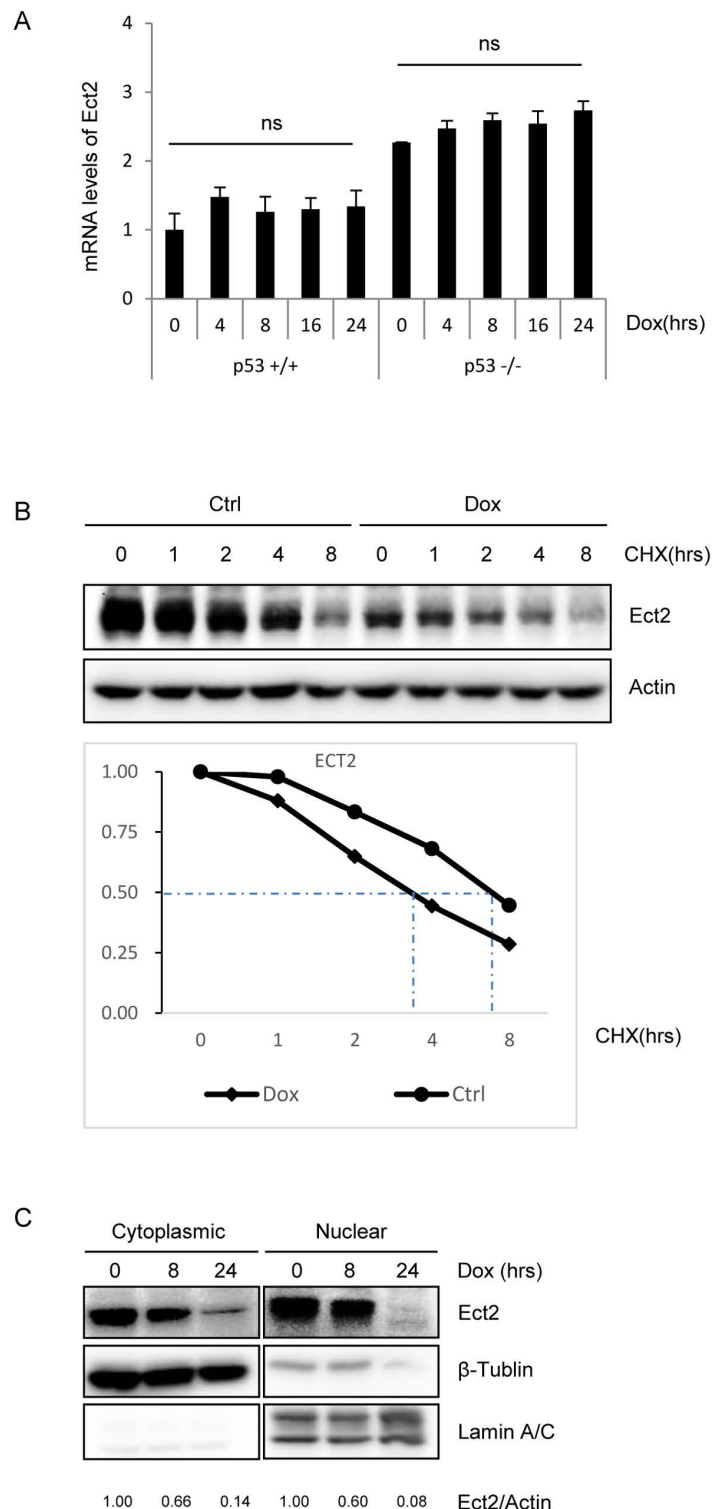 A
mRNA levels of Ect2
4
3
2
1
0
ns
ns
0 4 8 16 24 0 4 8 16 24 Dox(hrs)
p53 +/+ p53 -/-
B
Ctrl Dox
0 1 2 4 8 0 1 2 4 8 CHX(hrs)
Ect2
Actin
ECT2
1.00
0.75
0.50
0.25
0.00
0 1 2 4 8 CHX(hrs)
Dox Ctrl
C
Cytoplasmic Nuclear
0 8 24 0 8 24 Dox (hrs)
Ect2
β-Tublin
Lamin A/C
1.00 0.66 0.14 1.00 0.60 0.08 Ect2/Actin